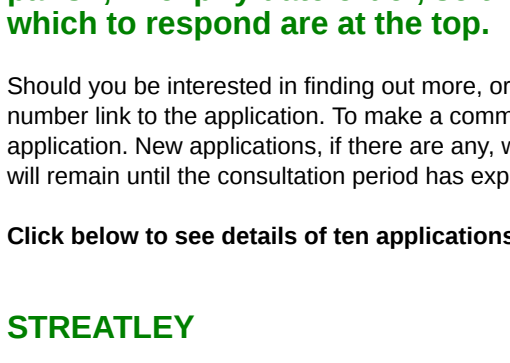 which to respond are at the top.
Should you be interested in finding out more, or
number link to the application. To make a comm
application. New applications, if there are any, w
will remain until the consultation period has exp
Click below to see details of ten applications
STREATLEY